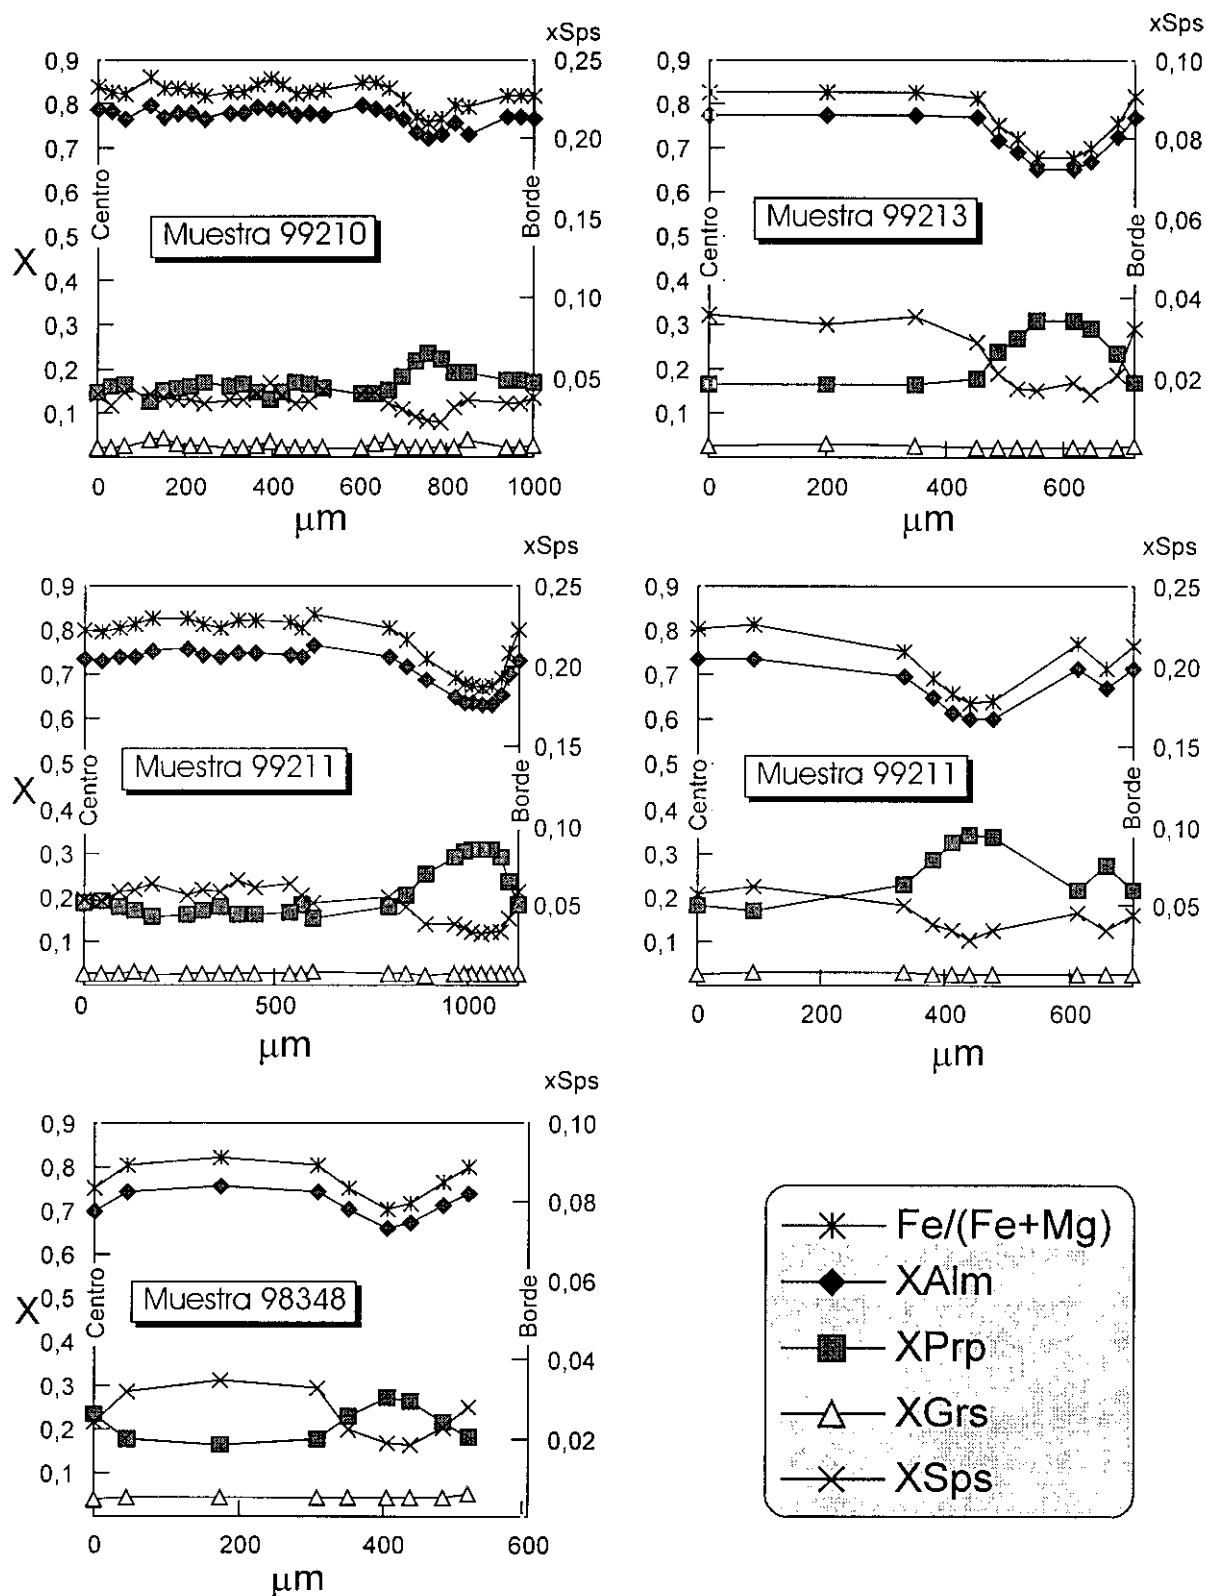 xSps
0,9
0,8
0,7
0,6
0,5
0,4
0,3
0,2
0,1
X
Centro
Muestra 99210
Borde
0,25
0,20
0,15
0,10
0,05
0 200 400 600 800 1000
μm
xSps
0,9
0,8
0,7
0,6
0,5
0,4
0,3
0,2
0,1
Centro
Muestra 99213
Borde
0,10
0,08
0,06
0,04
0,02
0 200 400 600
μm
xSps
0,9
0,8
0,7
0,6
0,5
0,4
0,3
0,2
0,1
X
Centro
Muestra 99211
Borde
0,25
0,20
0,15
0,10
0,05
0 500 1000
μm
xSps
0,9
0,8
0,7
0,6
0,5
0,4
0,3
0,2
0,1
Centro
Muestra 99211
Borde
0,25
0,20
0,15
0,10
0,05
0 200 400 600
μm
xSps
0,9
0,8
0,7
0,6
0,5
0,4
0,3
0,2
0,1
X
Centro
Muestra 98348
Borde
0,10
0,08
0,06
0,04
0,02
0 200 400 600
μm
Fe/(Fe+Mg)
XAlm
XPrp
XGrs
XSps